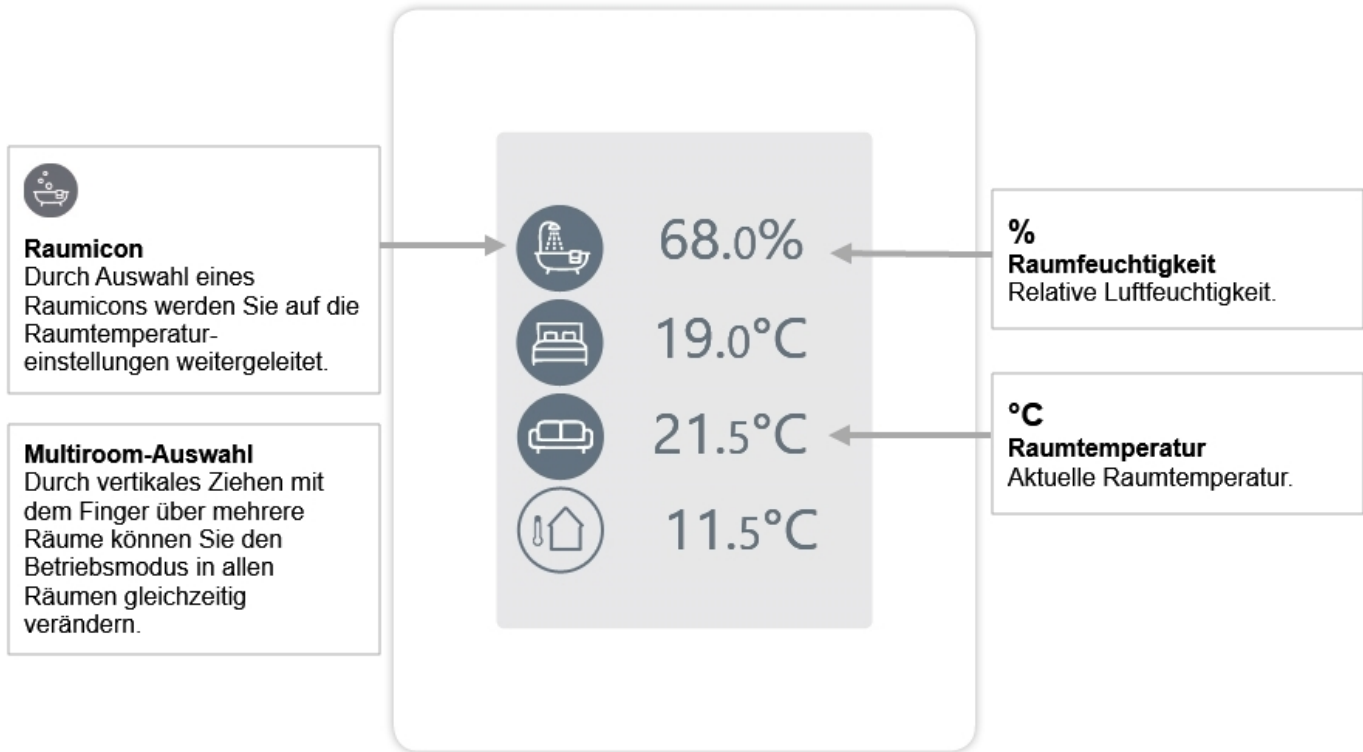 Raumicon
Durch Auswahl eines
Raumicons werden Sie auf die
Raumtemperatur-
einstellungen weitergeleitet.
Multiroom-Auswahl
Durch vertikales Ziehen mit
dem Finger über mehrere
Räume können Sie den
Betriebsmodus in allen
Räumen gleichzeitig
verändern.
68.0%
19.0°C
21.5°C
11.5°C
%
Raumfeuchtigkeit
Relative Luftfeuchtigkeit.
°C
Raumtemperatur
Aktuelle Raumtemperatur.